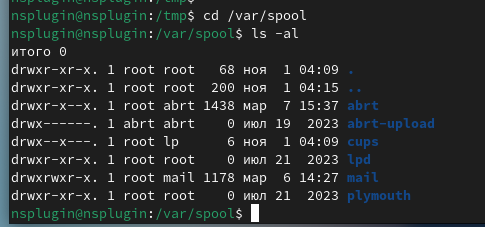 nsplugin@nsplugin:/tmp$
nsplugin@nsplugin:/tmp$ cd /var/spool
nsplugin@nsplugin:/var/spool$ ls -al
итого 0
drwxr-xr-x. 1 root root 68 ноя 1 04:09 .
drwxr-xr-x. 1 root root 200 ноя 1 04:15 ..
drwxr-x--x. 1 root abrt 1438 мар 7 15:37 abrt
drwx------. 1 abrt abrt 0 июл 19 2023 abrt-upload
drwx--x---. 1 root lp 6 ноя 1 04:09 cups
drwxr-xr-x. 1 root root 0 июл 21 2023 lpd
drwxrwxr-x. 1 root mail 1178 мар 6 14:27 mail
drwxr-xr-x. 1 root root 0 июл 21 2023 plymouth
nsplugin@nsplugin:/var/spool$